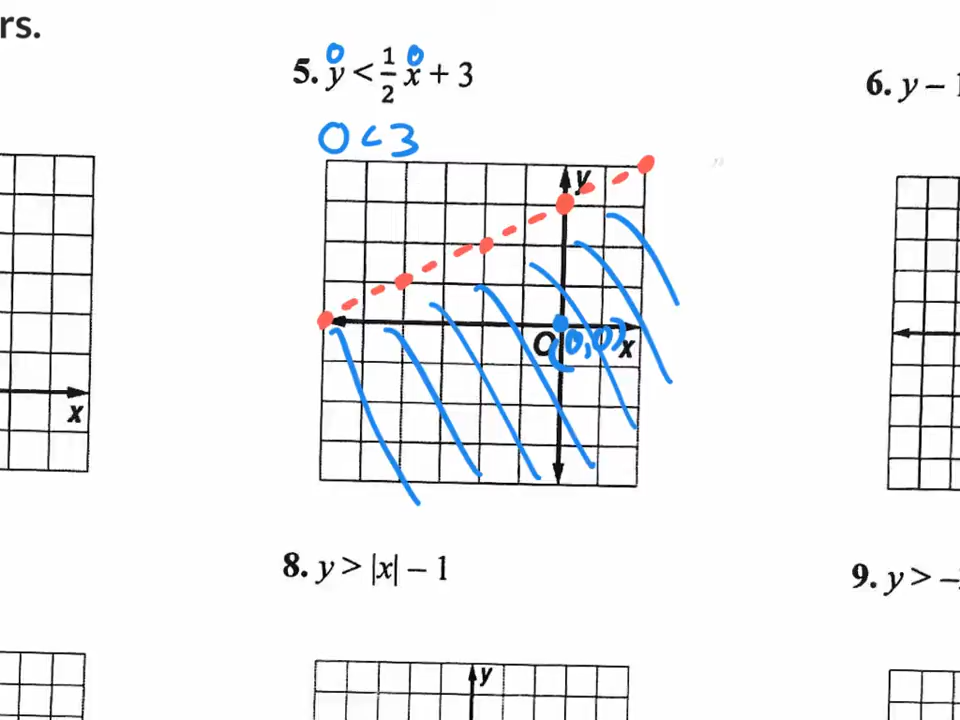 rs.
0 0
5. y < 1/2 x + 3
6. y – 1
0 < 3
y
O (0,0) x
x
8. y > |x| – 1
9. y > –
y